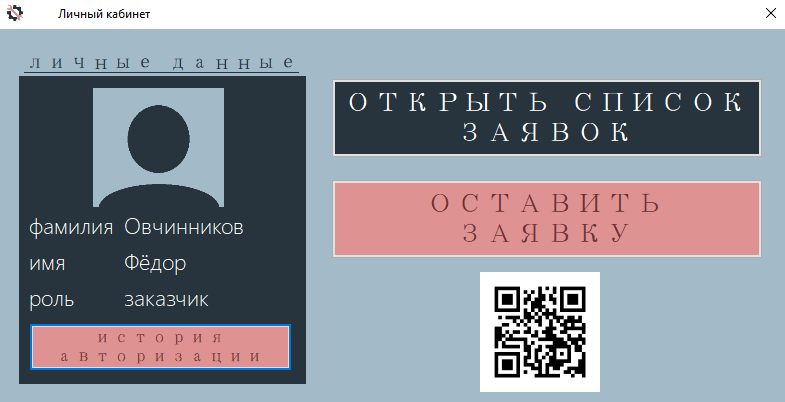 Личный кабинет
личные данные
фамилия Овчинников
имя Фёдор
роль заказчик
история
авторизации
ОТКРЫТЬ СПИСОК
ЗАЯВОК
ОСТАВИТЬ
ЗАЯВКУ